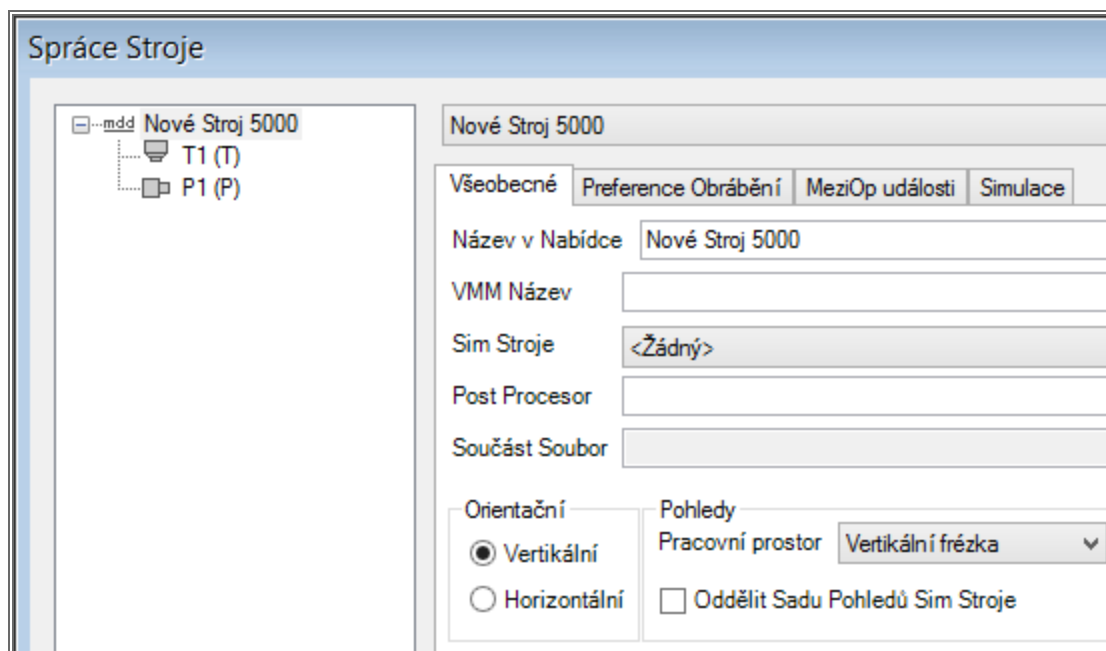 Spráce Stroje
mdd Nové Stroj 5000
T1 (T)
P1 (P)
Nové Stroj 5000
Všeobecné Preference Obrábění MeziOp události Simulace
Název v Nabídce Nové Stroj 5000
VMM Název
Sim Stroje <Žádný>
Post Procesor
Součást Soubor
Orientační
Vertikální
Horizontální
Pohledy
Pracovní prostor Vertikální frézka
Oddělit Sadu Pohledů Sim Stroje